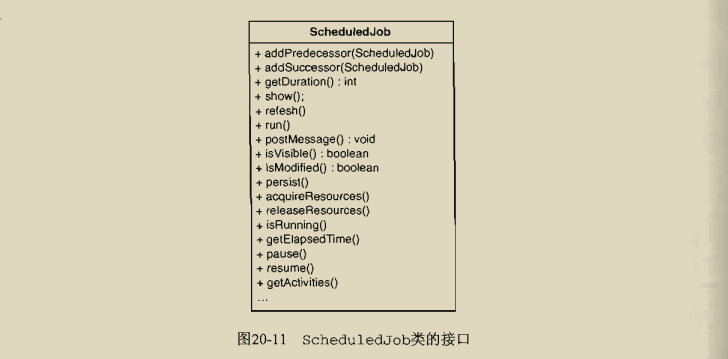 ScheduledJob
+ addPredecessor(ScheduledJob)
+ addSuccessor(ScheduledJob)
+ getDuration() : int
+ show();
+ refesh()
+ run()
+ postMessage() : void
+ isVisible() : boolean
+ isModified() : boolean
+ persist()
+ acquireResources()
+ releaseResources()
+ isRunning()
+ getElapsedTime()
+ pause()
+ resume()
+ getActivities()
...
图20-11 ScheduledJob类的接口